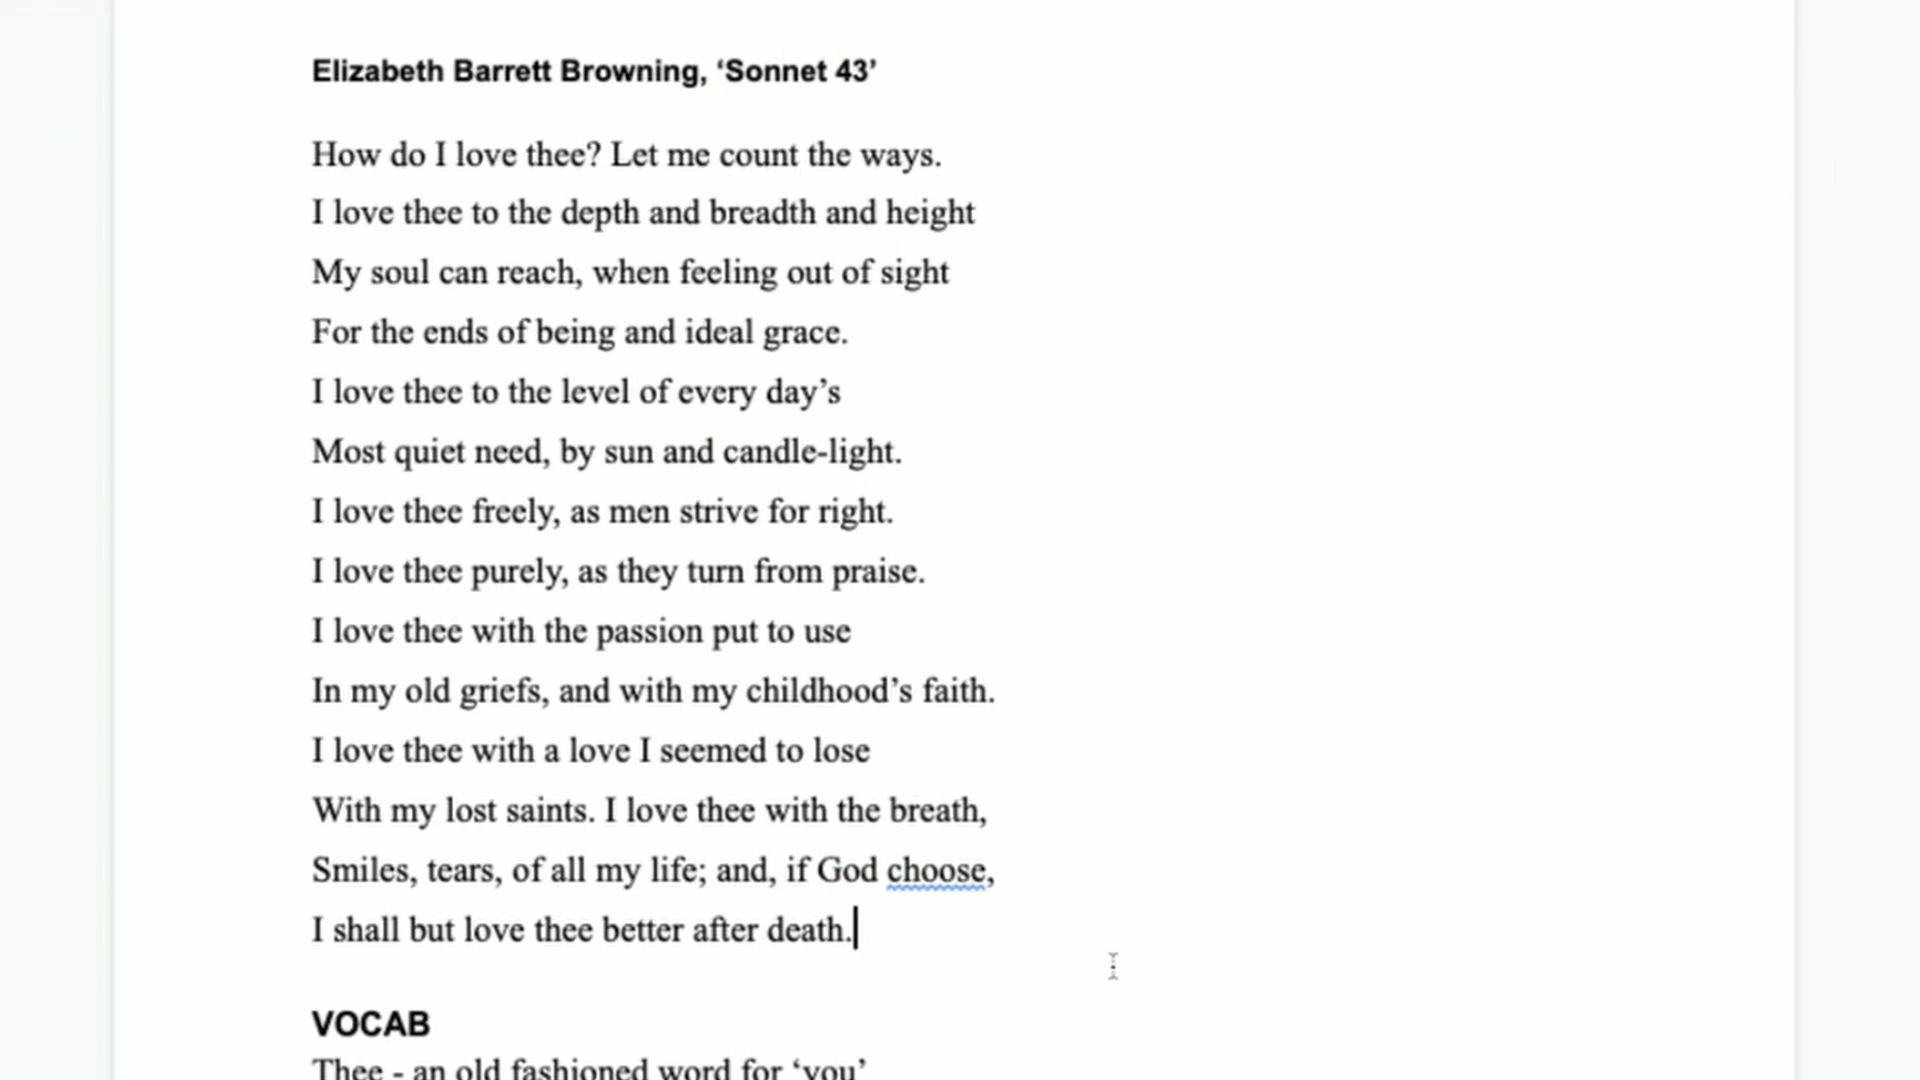 Elizabeth Barrett Browning, ‘Sonnet 43’
How do I love thee? Let me count the ways.
I love thee to the depth and breadth and height
My soul can reach, when feeling out of sight
For the ends of being and ideal grace.
I love thee to the level of every day’s
Most quiet need, by sun and candle-light.
I love thee freely, as men strive for right.
I love thee purely, as they turn from praise.
I love thee with the passion put to use
In my old griefs, and with my childhood’s faith.
I love thee with a love I seemed to lose
With my lost saints. I love thee with the breath,
Smiles, tears, of all my life; and, if God choose,
I shall but love thee better after death.
VOCAB
Thee - an old fashioned word for ‘you’